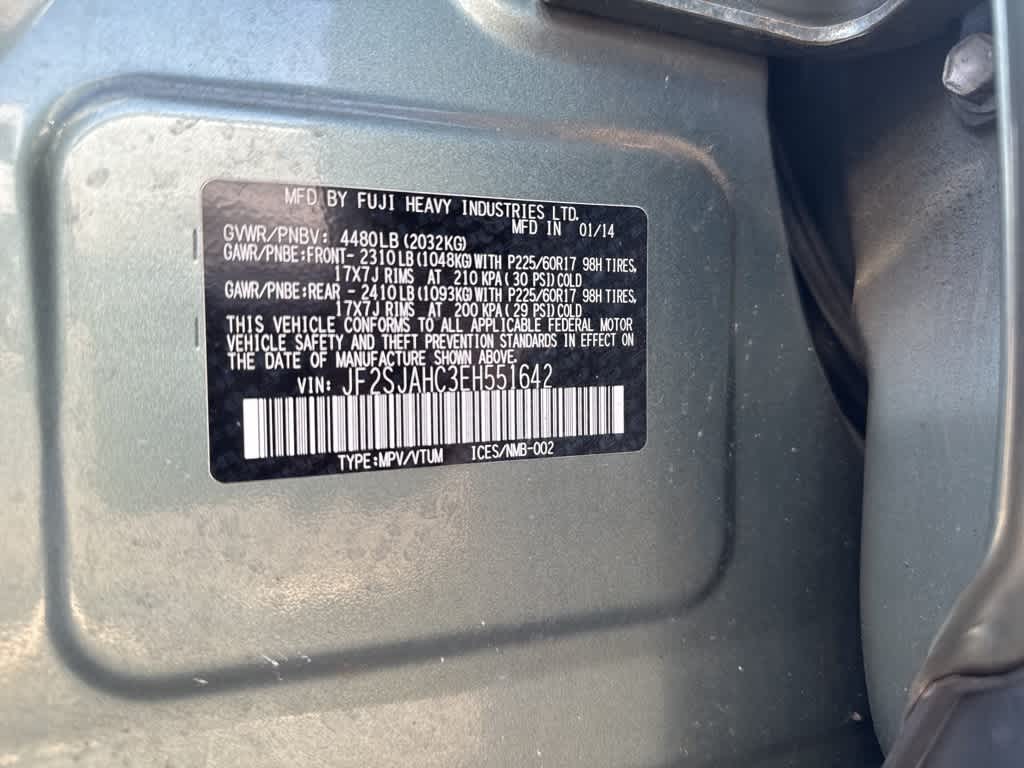 MFD BY FUJI HEAVY INDUSTRIES LTD.
MFD IN 01/14
GVWR/PNBV: 4480LB (2032KG)
GAWR/PNBE:FRONT- 2310LB(1048KG)WITH P225/60R17 98H TIRES,
17X7J RIMS AT 210 KPA(30 PSI)COLD
GAWR/PNBE:REAR - 2410LB(1093KG)WITH P225/60R17 98H TIRES,
17X7J RIMS AT 200 KPA(29 PSI)COLD
THIS VEHICLE CONFORMS TO ALL APPLICABLE FEDERAL MOTOR
VEHICLE SAFETY AND THEFT PREVENTION STANDARDS IN EFFECT ON
THE DATE OF MANUFACTURE SHOWN ABOVE.
VIN: JF2SJAHC3EH551642
TYPE:MPV/VTUM ICES/NMB-002